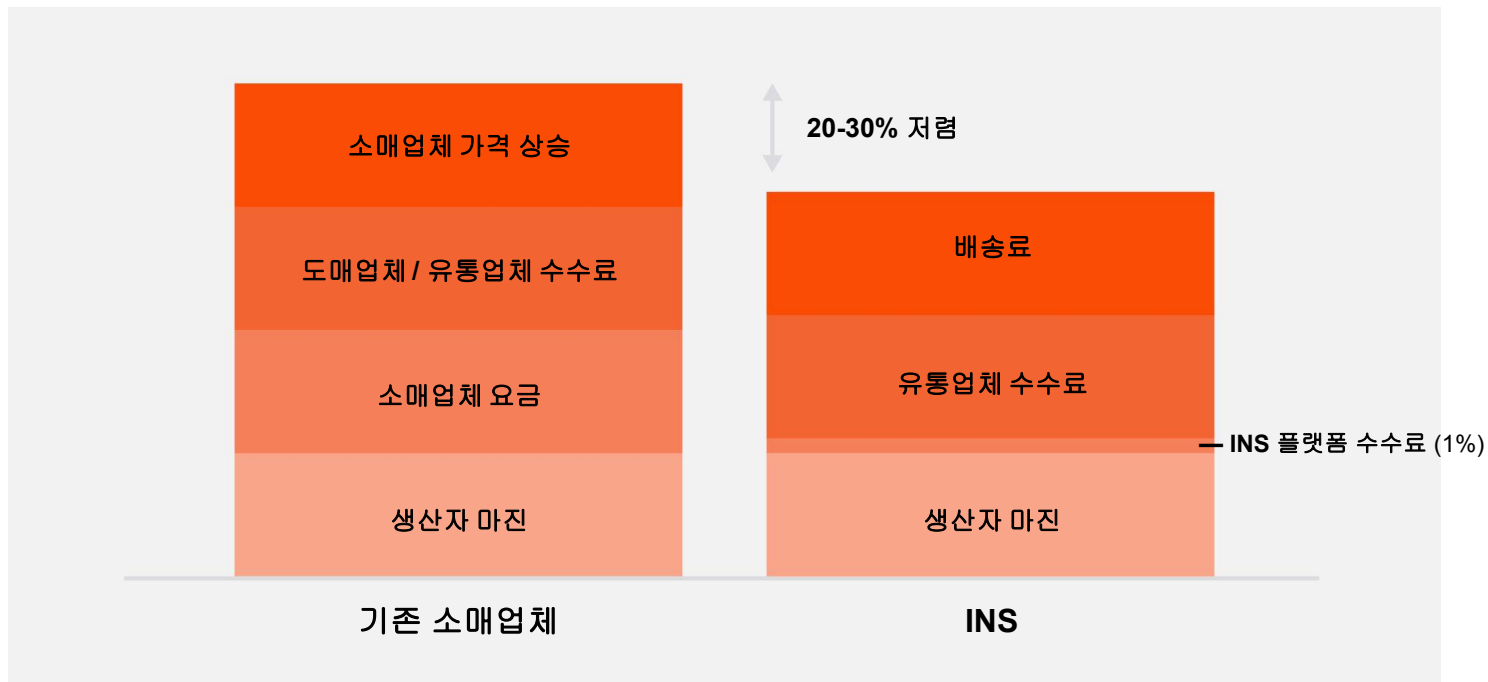 소매업체 가격 상승
도매업체 / 유통업체 수수료
소매업체 요금
생산자 마진
기존 소매업체
20-30% 저렴
배송료
유통업체 수수료
INS 플랫폼 수수료 (1%)
생산자 마진
INS